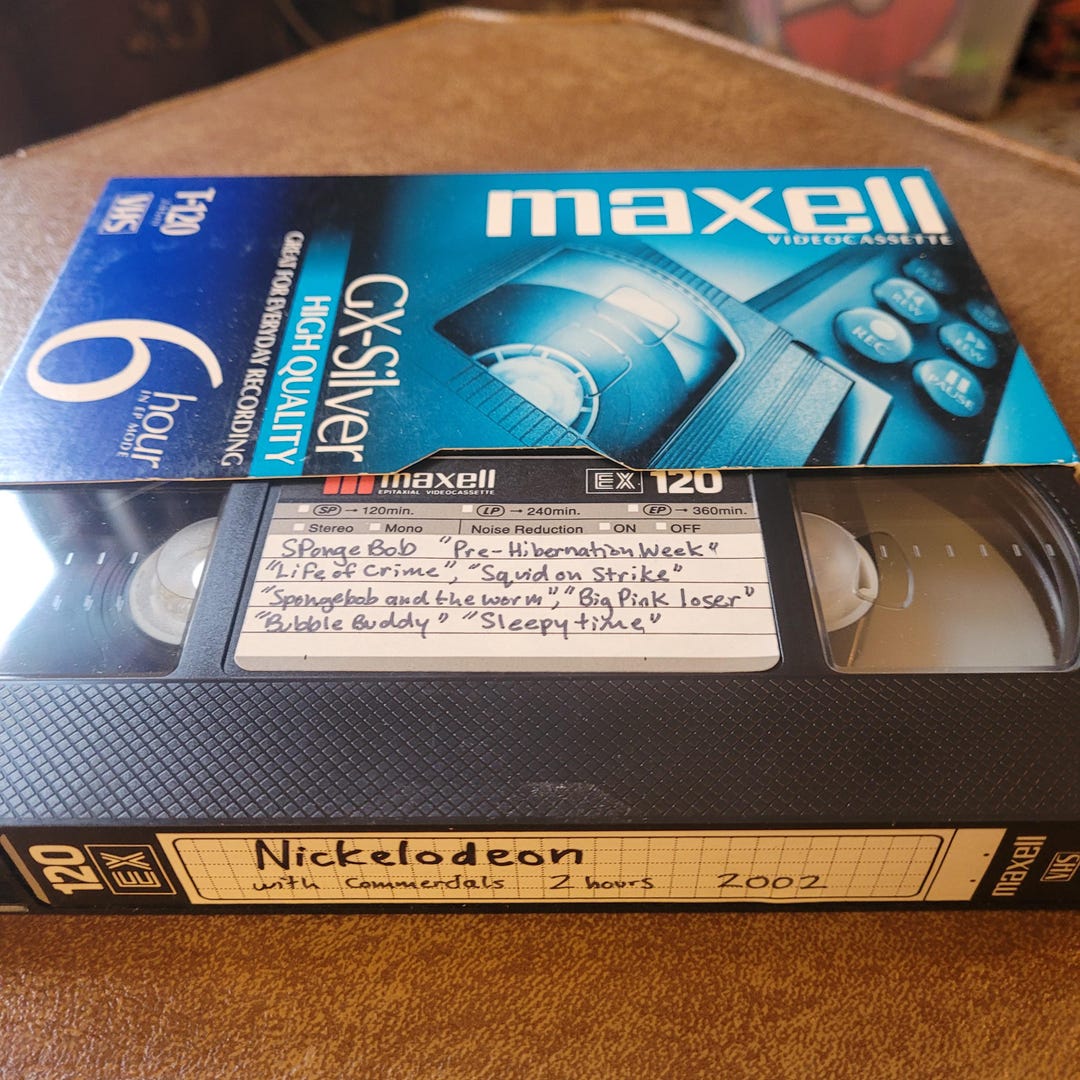 maxell
VIDEOCASSETTE
T-120
VHS
GX-Silver
HIGH QUALITY
GREAT FOR EVERYDAY RECORDING
6 hour
IN EP MODE
REW
REC
PAUSE
maxell EX 120
EPITAXIAL VIDEOCASSETTE
SP → 120min. LP → 240min. EP → 360min.
Stereo Mono Noise Reduction ON OFF
SPonge Bob "Pre-Hibernation Week"
"Life of Crime", "Squid on Strike"
"Spongebob and the worm", "Big Pink loser"
"Bubble Buddy" "Sleepy time"
120 EX
Nickelodeon
with commercials 2 hours 2002
maxell
VHS